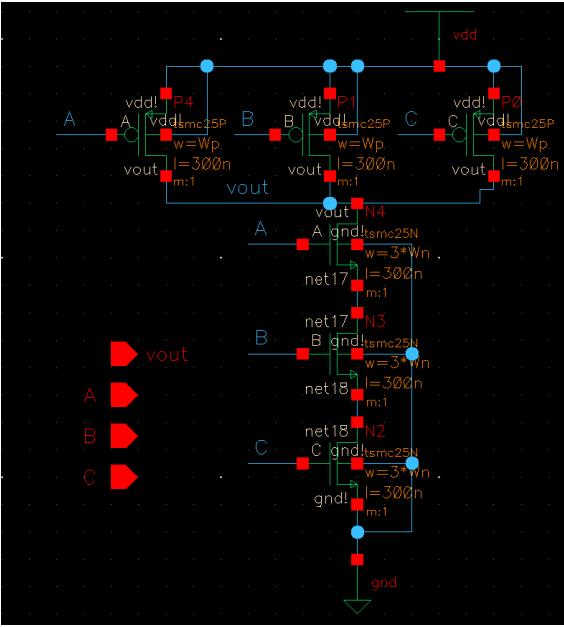 vdd
vdd! P4
A A vdd! tsmc25P
w=Wp
l=300n
vout m:1
vdd! P1
B B vdd! tsmc25P
w=Wp
l=300n
vout m:1
vdd! P0
C C vdd! tsmc25P
w=Wp
l=300n
vout m:1
vout
vout N4
A A gnd! tsmc25N
w=3*Wn
l=300n
net17 m:1
net17 N3
B B gnd! tsmc25N
w=3*Wn
l=300n
net18 m:1
net18 N2
C C gnd! tsmc25N
w=3*Wn
l=300n
gnd! m:1
gnd
vout
A
B
C